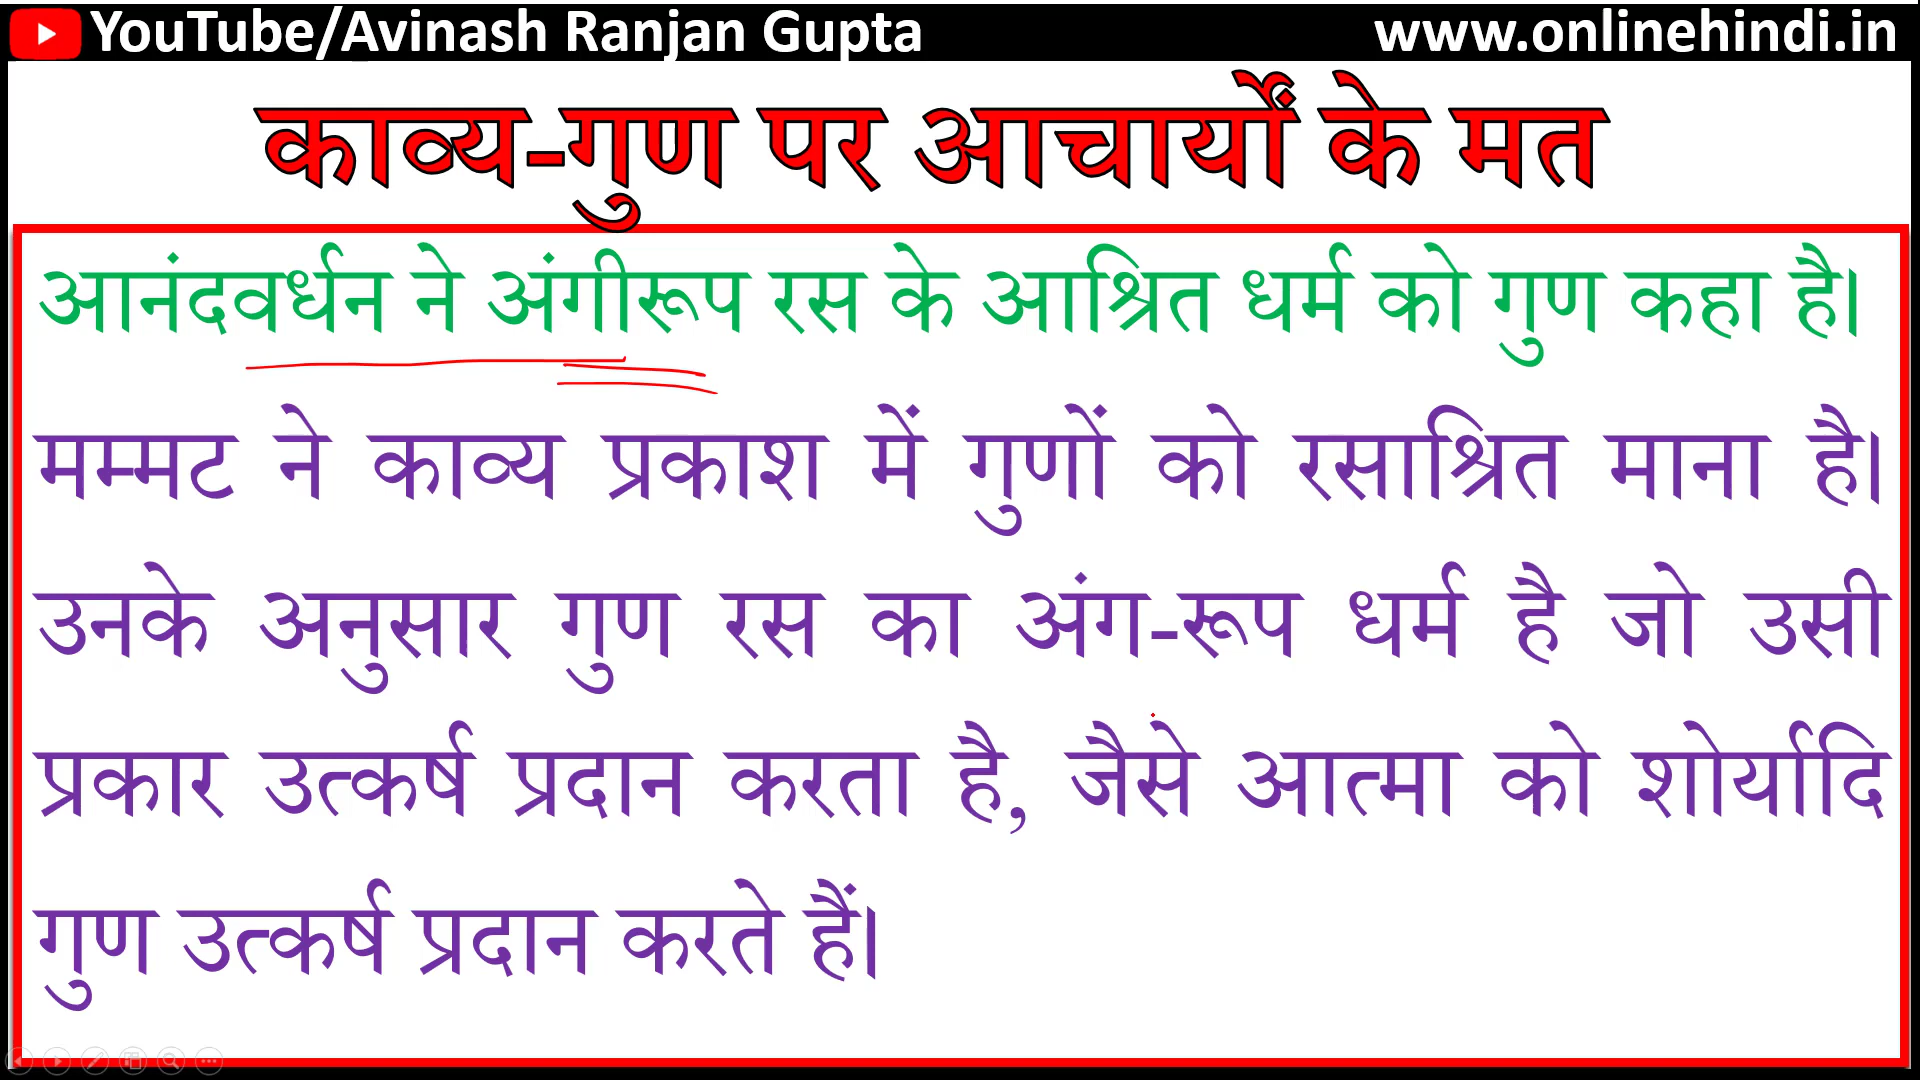 YouTube/Avinash Ranjan Gupta
www.onlinehindi.in
काव्य-गुण पर आचार्यों के मत
आनंदवर्धन ने अंगीरूप रस के आश्रित धर्म को गुण कहा है।
मम्मट ने काव्य प्रकाश में गुणों को रसाश्रित माना है।
उनके अनुसार गुण रस का अंग-रूप धर्म है जो उसी
प्रकार उत्कर्ष प्रदान करता है, जैसे आत्मा को शोर्यादि
गुण उत्कर्ष प्रदान करते हैं।